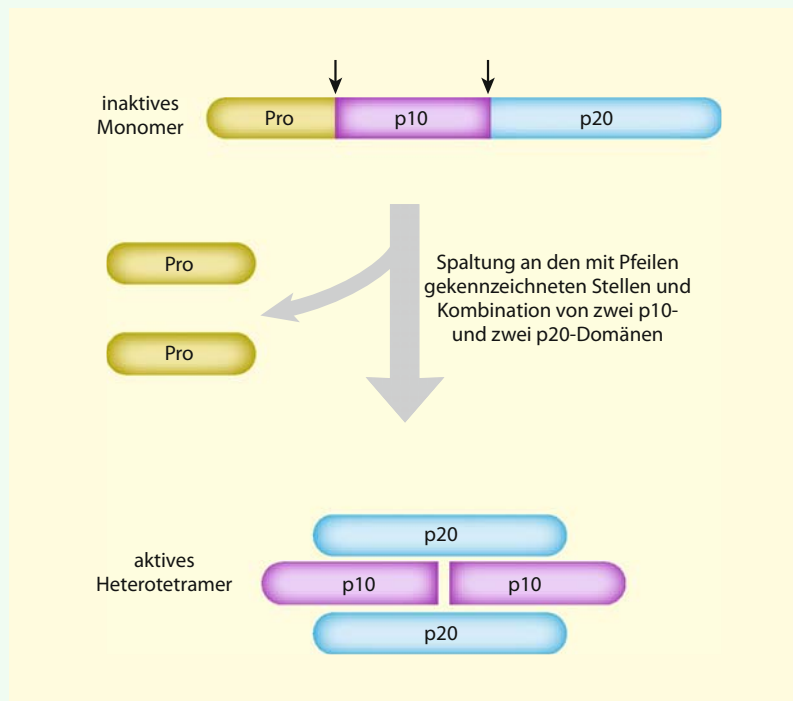 inaktives
Monomer
Pro
p10
p20
Pro
Pro
Spaltung an den mit Pfeilen
gekennzeichneten Stellen und
Kombination von zwei p10-
und zwei p20-Domänen
aktives
Heterotetramer
p20
p10
p10
p20